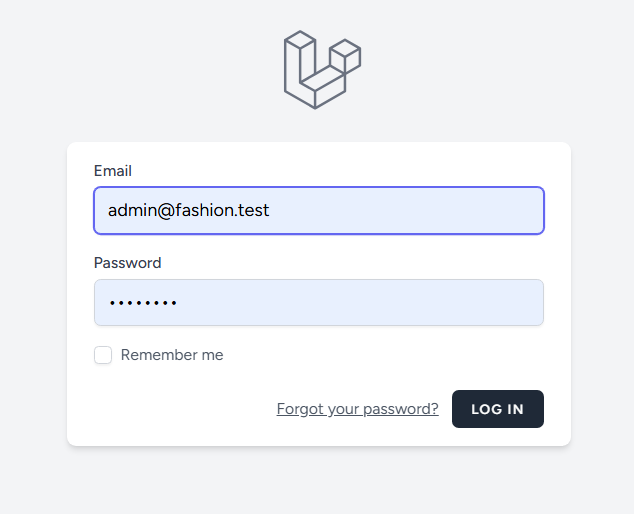 Email
admin@fashion.test
Password
••••••••
Remember me
Forgot your password? LOG IN